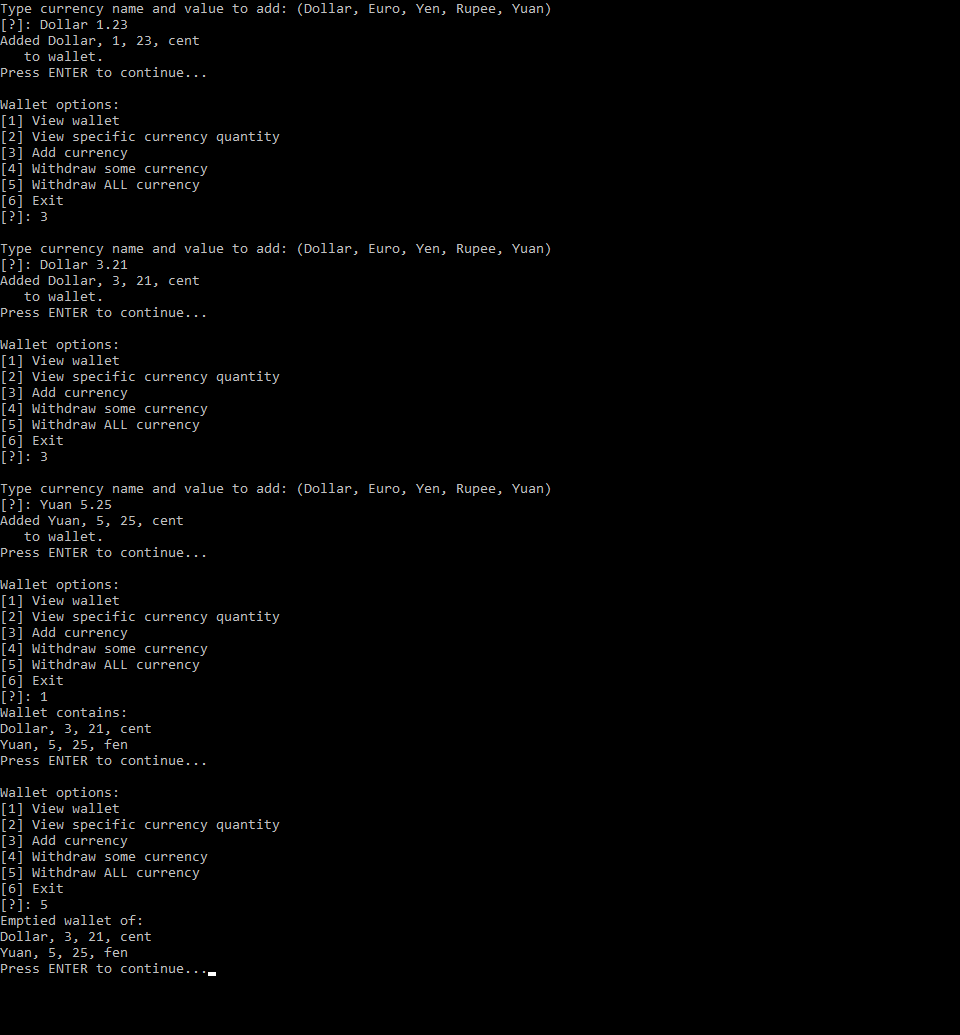 Type currency name and value to add: (Dollar, Euro, Yen, Rupee, Yuan)
[?]: Dollar 1.23
Added Dollar, 1, 23, cent
   to wallet.
Press ENTER to continue...

Wallet options:
[1] View wallet
[2] View specific currency quantity
[3] Add currency
[4] Withdraw some currency
[5] Withdraw ALL currency
[6] Exit
[?]: 3

Type currency name and value to add: (Dollar, Euro, Yen, Rupee, Yuan)
[?]: Dollar 3.21
Added Dollar, 3, 21, cent
   to wallet.
Press ENTER to continue...

Wallet options:
[1] View wallet
[2] View specific currency quantity
[3] Add currency
[4] Withdraw some currency
[5] Withdraw ALL currency
[6] Exit
[?]: 3

Type currency name and value to add: (Dollar, Euro, Yen, Rupee, Yuan)
[?]: Yuan 5.25
Added Yuan, 5, 25, cent
   to wallet.
Press ENTER to continue...

Wallet options:
[1] View wallet
[2] View specific currency quantity
[3] Add currency
[4] Withdraw some currency
[5] Withdraw ALL currency
[6] Exit
[?]: 1
Wallet contains:
Dollar, 3, 21, cent
Yuan, 5, 25, fen
Press ENTER to continue...

Wallet options:
[1] View wallet
[2] View specific currency quantity
[3] Add currency
[4] Withdraw some currency
[5] Withdraw ALL currency
[6] Exit
[?]: 5
Emptied wallet of:
Dollar, 3, 21, cent
Yuan, 5, 25, fen
Press ENTER to continue...